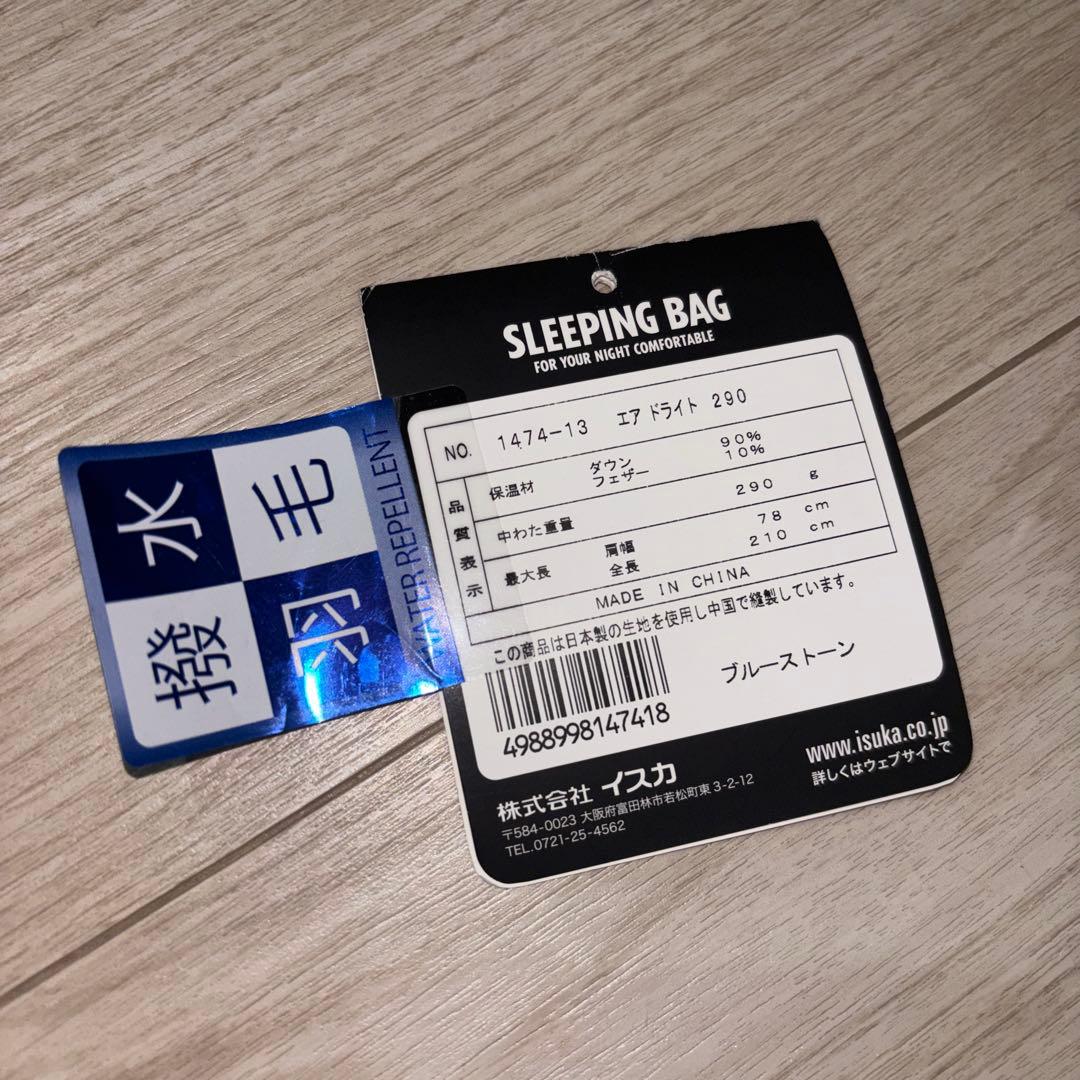 SLEEPING BAG
FOR YOUR NIGHT COMFORTABLE
NO. 1474-13 エア ドライト 290
品質表示
保温材 ダウン 90%
フェザー 10%
中わた重量 290 g
最大長 肩幅 78 cm
全長 210 cm
MADE IN CHINA
この商品は日本製の生地を使用し中国で縫製しています。
ブルーストーン
4988998147418
株式会社 イスカ
〒584-0023 大阪府富田林市若松町東3-2-12
TEL.0721-25-4562
www.isuka.co.jp
詳しくはウェブサイトで
撥水
羽毛
WATER REPELLENT